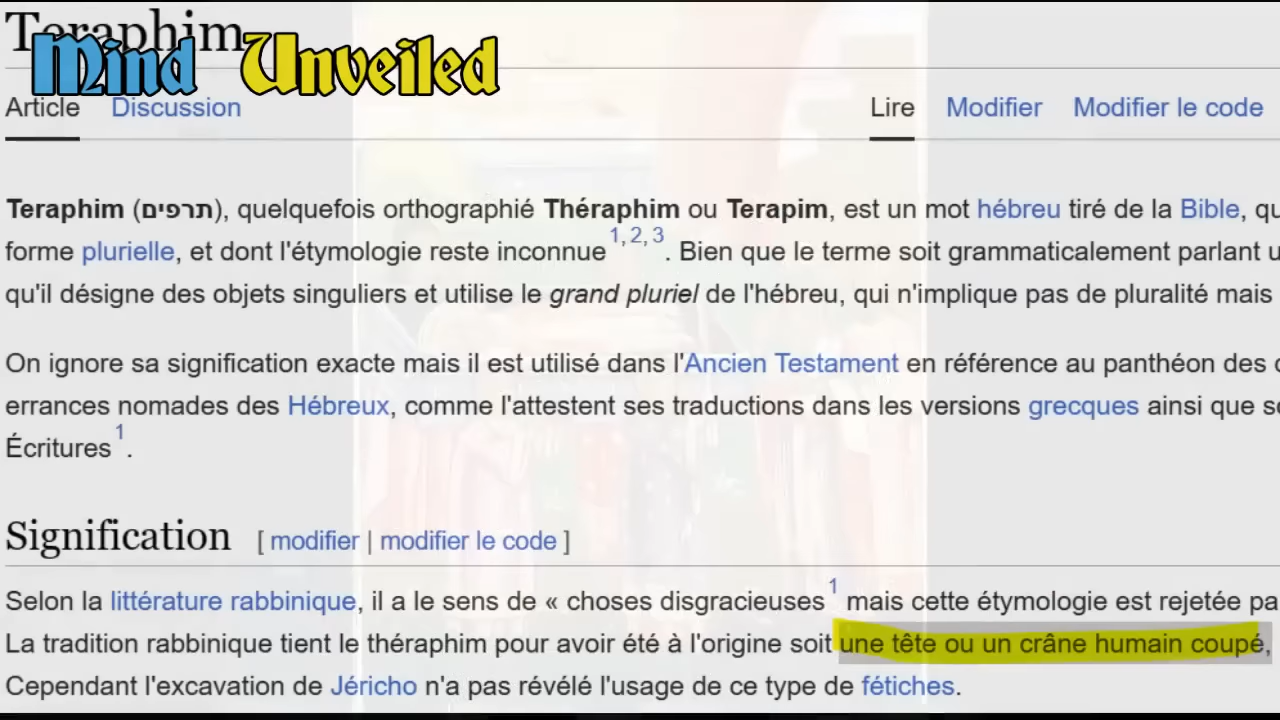 Teraphim
Mind Unveiled
Article Discussion Lire Modifier Modifier le code
Teraphim (תרפים), quelquefois orthographié Théraphim ou Terapim, est un mot hébreu tiré de la Bible, qu
forme plurielle, et dont l'étymologie reste inconnue 1, 2, 3. Bien que le terme soit grammaticalement parlant u
qu'il désigne des objets singuliers et utilise le grand pluriel de l'hébreu, qui n'implique pas de pluralité mais
On ignore sa signification exacte mais il est utilisé dans l'Ancien Testament en référence au panthéon des
errances nomades des Hébreux, comme l'attestent ses traductions dans les versions grecques ainsi que so
Écritures 1.
Signification [ modifier | modifier le code ]
Selon la littérature rabbinique, il a le sens de « choses disgracieuses 1 mais cette étymologie est rejetée pa
La tradition rabbinique tient le théraphim pour avoir été à l'origine soit une tête ou un crâne humain coupé,
Cependant l'excavation de Jéricho n'a pas révélé l'usage de ce type de fétiches.